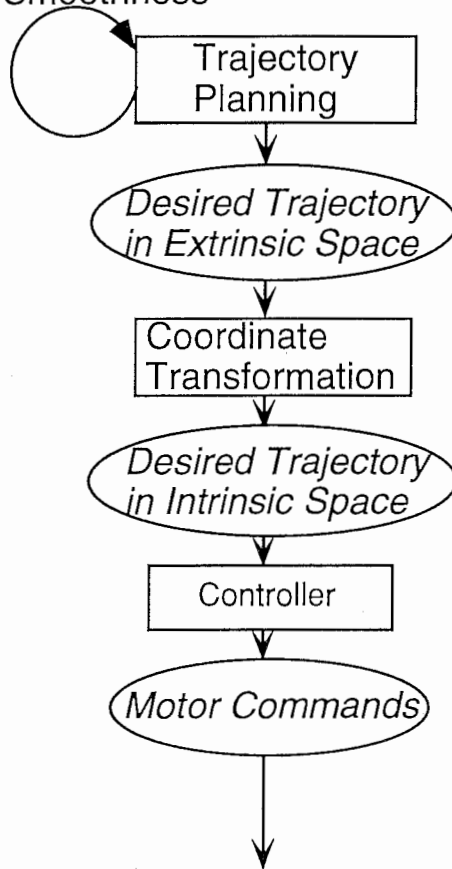 Smoothness
Trajectory
Planning
Desired Trajectory
in Extrinsic Space
Coordinate
Transformation
Desired Trajectory
in Intrinsic Space
Controller
Motor Commands